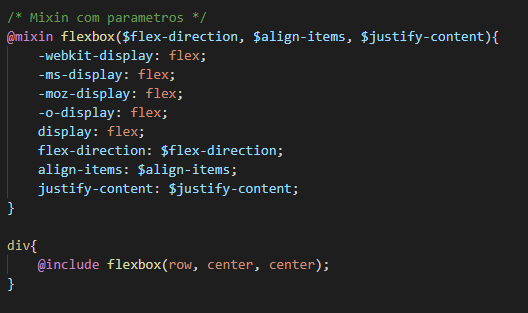 /* Mixin com parametros */
@mixin flexbox($flex-direction, $align-items, $justify-content){
-webkit-display: flex;
-ms-display: flex;
-moz-display: flex;
-o-display: flex;
display: flex;
flex-direction: $flex-direction;
align-items: $align-items;
justify-content: $justify-content;
}
div{
@include flexbox(row, center, center);
}